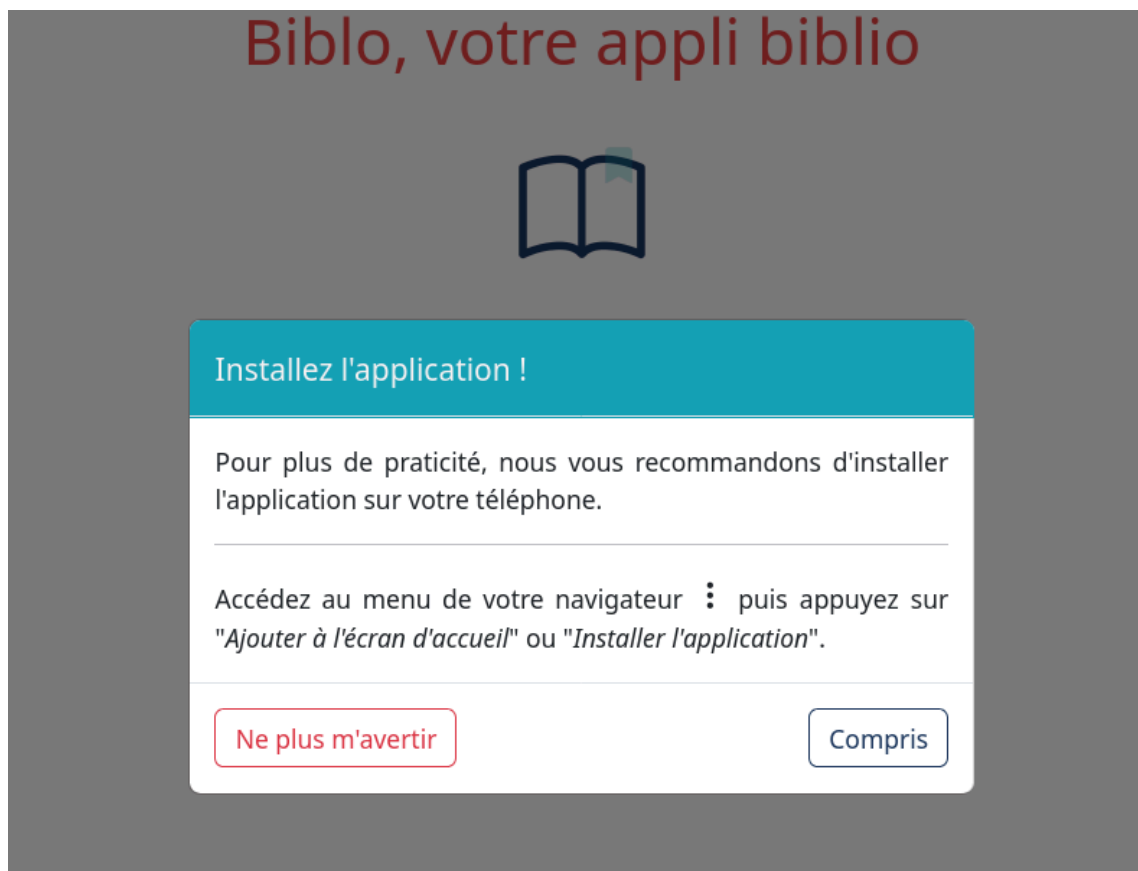 Biblo, votre appli biblio
Installez l'application !
Pour plus de praticité, nous vous recommandons d'installer
l'application sur votre téléphone.
Accédez au menu de votre navigateur ⋮ puis appuyez sur
"Ajouter à l'écran d'accueil" ou "Installer l'application".
Ne plus m'avertir
Compris